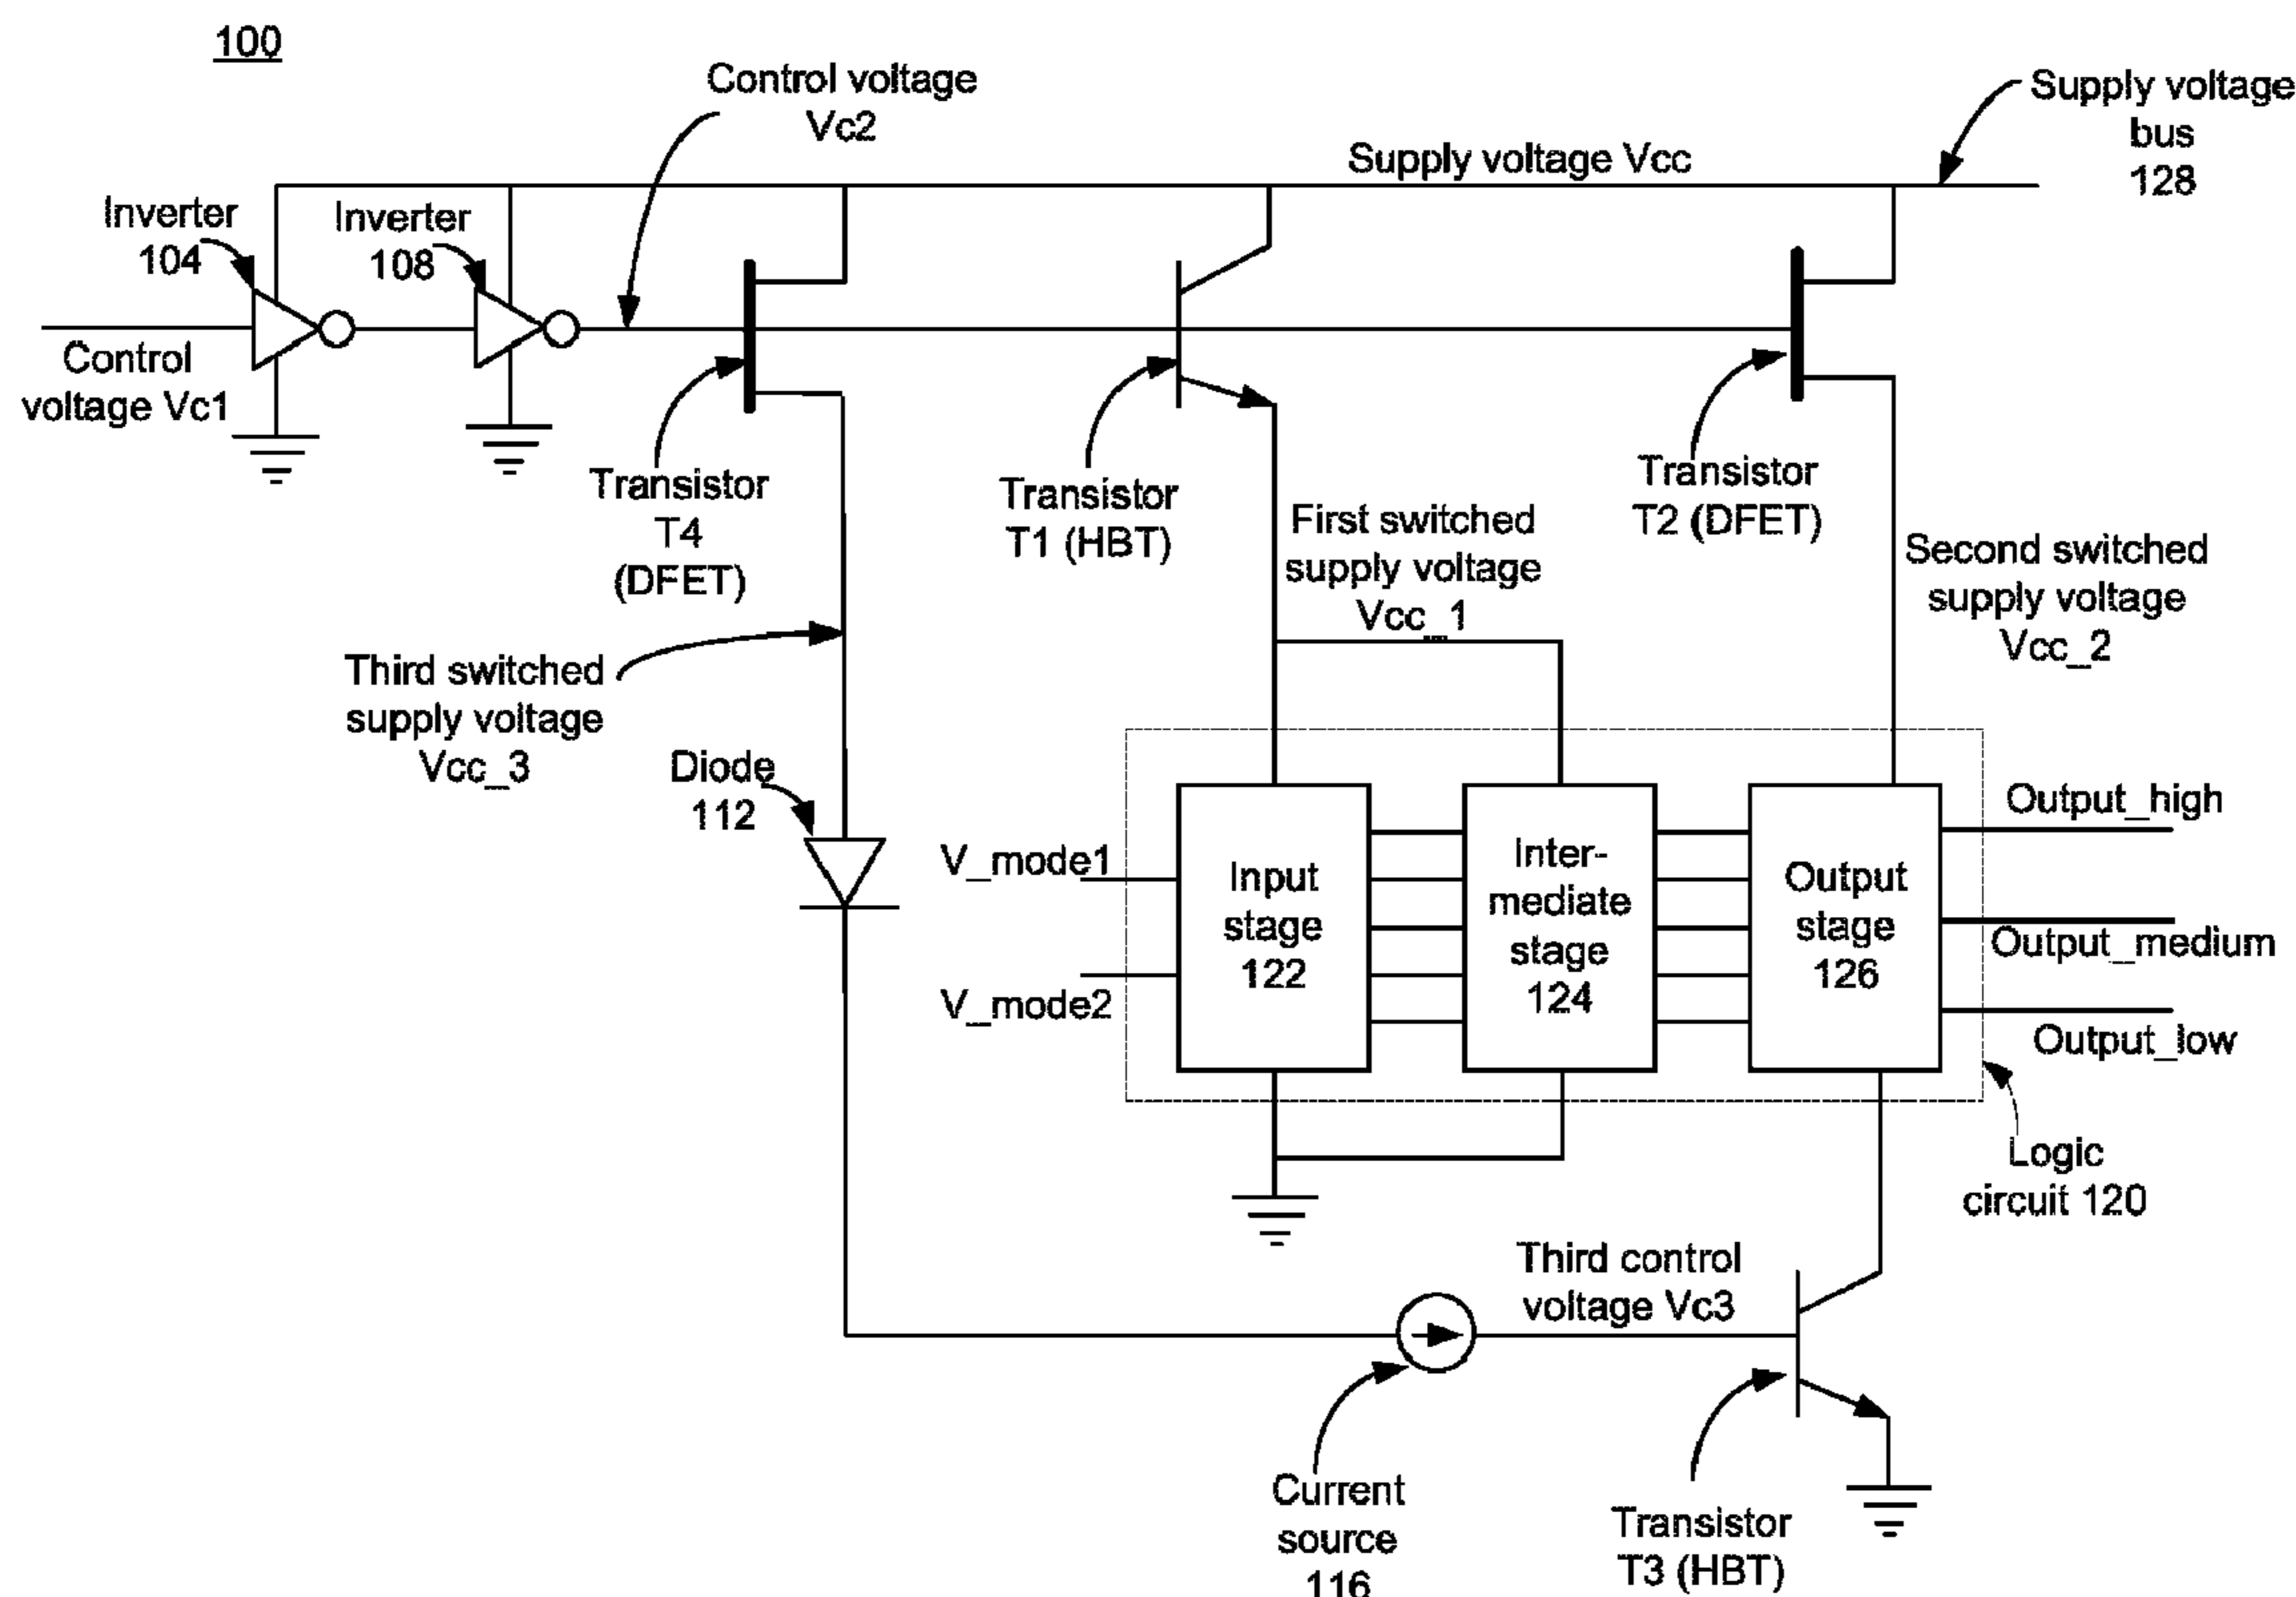 100
Control voltage
Vc2
Supply voltage
bus
128
Supply voltage Vcc
Inverter
104
Inverter
108
Control
voltage Vc1
Transistor
T4
(DFET)
Transistor
T1 (HBT)
Transistor
T2 (DFET)
First switched
supply voltage
Vcc_1
Second switched
supply voltage
Vcc_2
Third switched
supply voltage
Vcc_3
Diode
112
V_mode1
V_mode2
Input
stage
122
Inter-
mediate
stage
124
Output
stage
126
Output_high
Output_medium
Output_low
Logic
circuit 120
Third control
voltage Vc3
Current
source
116
Transistor
T3 (HBT)